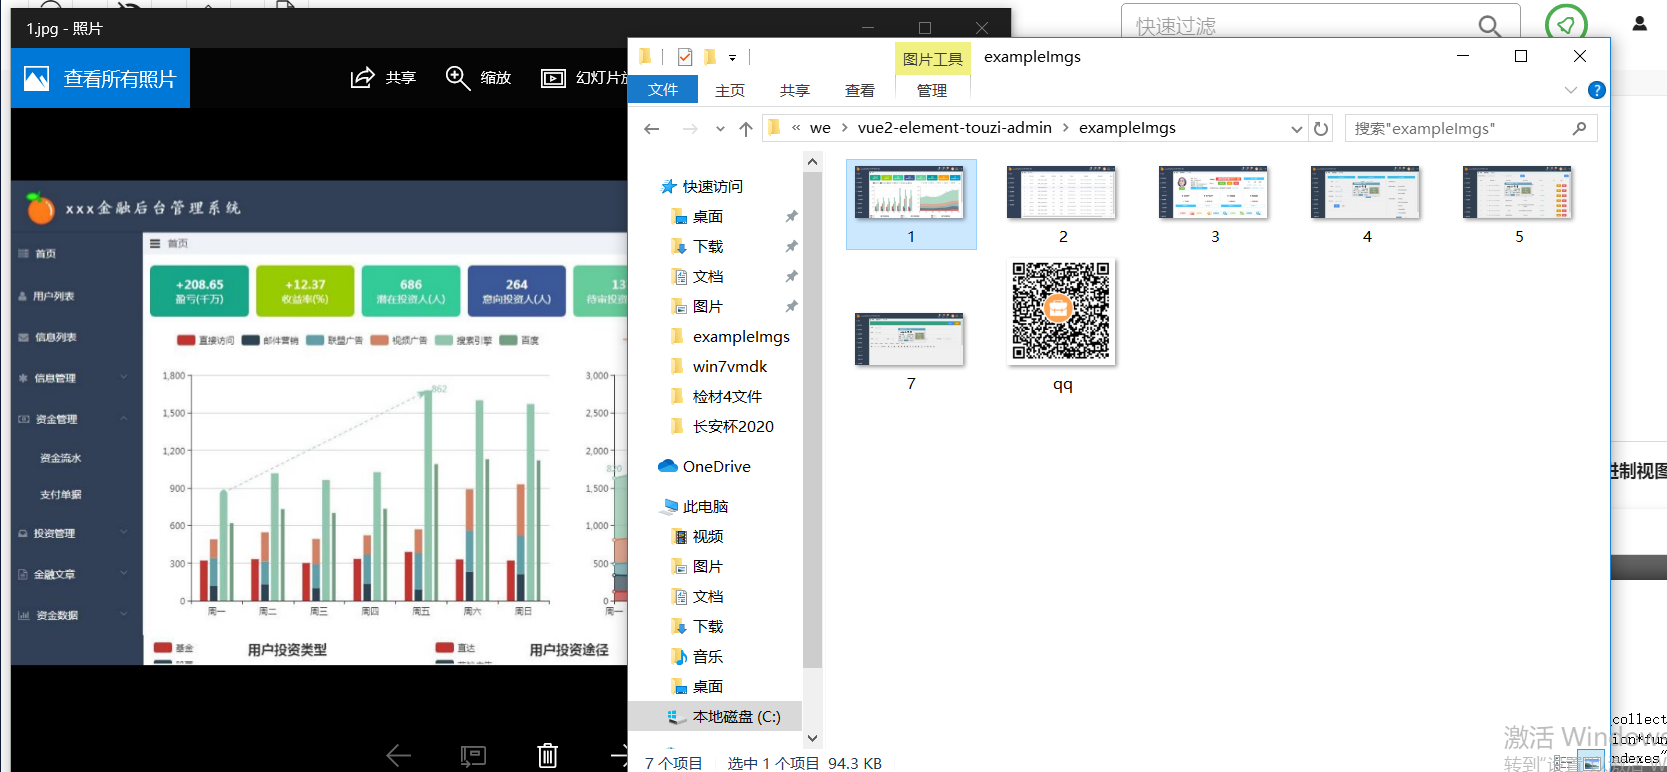 1.jpg - 照片
查看所有照片
共享
缩放
幻灯片放
xxx金融后台管理系统
首页
用户列表
信息列表
信息管理
资金管理
资金流水
支付单据
投资管理
金融文章
资金数据
首页
+208.65
盈亏(千万)
+12.37
收益率(%)
686
潜在投资人(人)
264
意向投资人(人)
13
待审投资
直接访问 邮件营销 联盟广告 视频广告 搜索引擎 百度
1,800
1,500
1,200
900
600
300
0
862
周一 周二 周三 周四 周五 周六 周日
3,000
2,500
2,000
1,500
1,000
500
0
820
周一
基金
用户投资类型
直达
用户投资途径
快速过滤
图片工具
exampleImgs
文件
主页
共享
查看
管理
« we › vue2-element-touzi-admin › exampleImgs
搜索"exampleImgs"
快速访问
桌面
下载
文档
图片
exampleImgs
win7vmdk
检材4文件
长安杯2020
OneDrive
此电脑
视频
图片
文档
下载
音乐
桌面
本地磁盘 (C:)
1
2
3
4
5
7
qq
7 个项目
选中 1 个项目 94.3 KB
进制视图
collect
ion*fun
ndexes"
激活 Windows